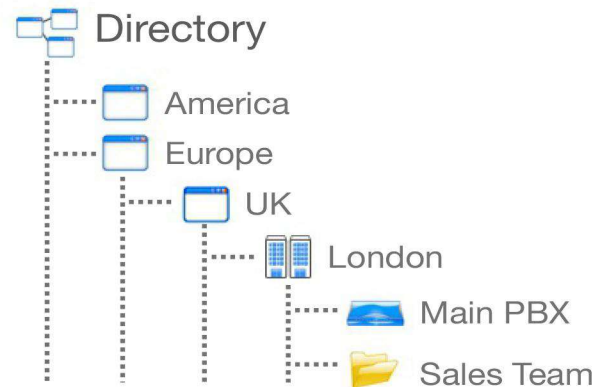 Directory
America
Europe
UK
London
Main PBX
Sales Team